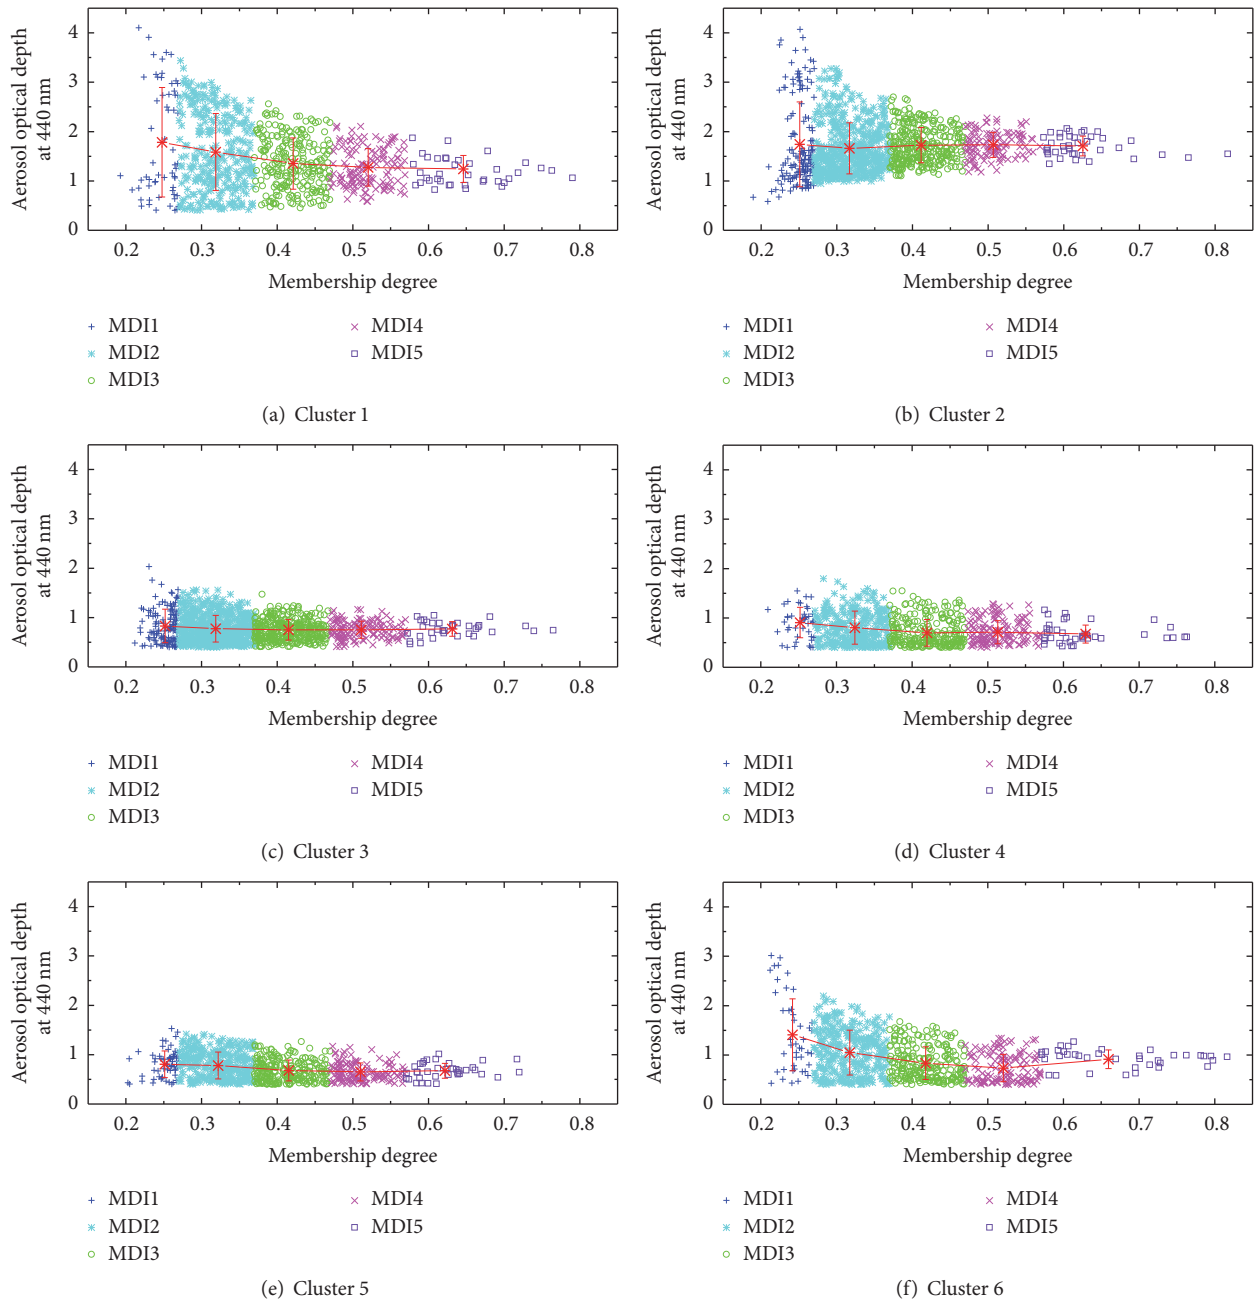 Aerosol optical depth
at 440 nm
4
3
2
1
0
0.2 0.3 0.4 0.5 0.6 0.7 0.8
Membership degree
MDI1
MDI2
MDI3
MDI4
MDI5
(a) Cluster 1
Aerosol optical depth
at 440 nm
4
3
2
1
0
0.2 0.3 0.4 0.5 0.6 0.7 0.8
Membership degree
MDI1
MDI2
MDI3
MDI4
MDI5
(b) Cluster 2
Aerosol optical depth
at 440 nm
4
3
2
1
0
0.2 0.3 0.4 0.5 0.6 0.7 0.8
Membership degree
MDI1
MDI2
MDI3
MDI4
MDI5
(c) Cluster 3
Aerosol optical depth
at 440 nm
4
3
2
1
0
0.2 0.3 0.4 0.5 0.6 0.7 0.8
Membership degree
MDI1
MDI2
MDI3
MDI4
MDI5
(d) Cluster 4
Aerosol optical depth
at 440 nm
4
3
2
1
0
0.2 0.3 0.4 0.5 0.6 0.7 0.8
Membership degree
MDI1
MDI2
MDI3
MDI4
MDI5
(e) Cluster 5
Aerosol optical depth
at 440 nm
4
3
2
1
0
0.2 0.3 0.4 0.5 0.6 0.7 0.8
Membership degree
MDI1
MDI2
MDI3
MDI4
MDI5
(f) Cluster 6